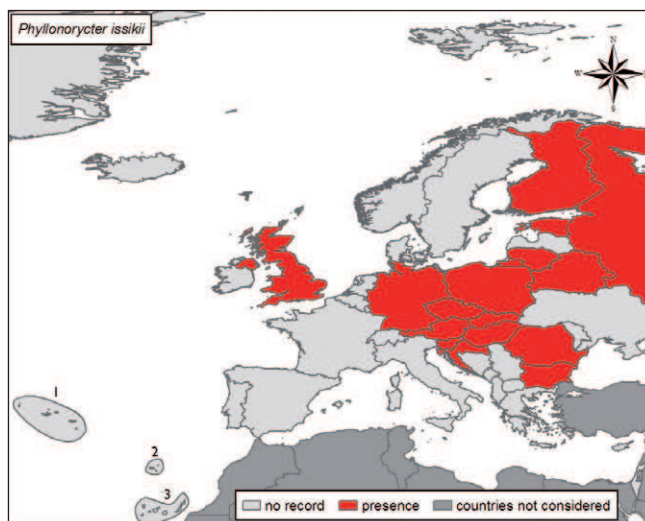 Phyllonorycter issikii
N
W
S
1
2
3
no record presence countries not considered